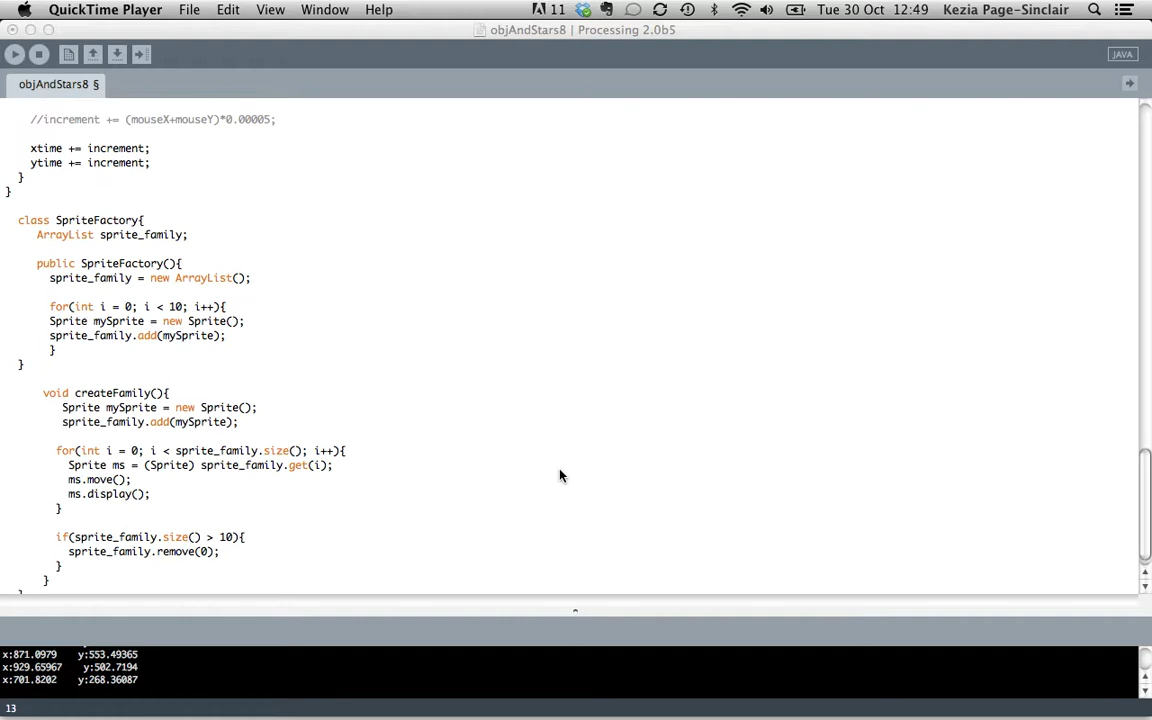 QuickTime Player File Edit View Window Help 11 Tue 30 Oct 12:49 Kezia Page-Sinclair
objAndStars8 | Processing 2.0b5
JAVA
objAndStars8 §
//increment += (mouseX+mouseY)*0.00005;
xtime += increment;
ytime += increment;
}
}
class SpriteFactory{
ArrayList sprite_family;
public SpriteFactory(){
sprite_family = new ArrayList();
for(int i = 0; i < 10; i++){
Sprite mySprite = new Sprite();
sprite_family.add(mySprite);
}
}
void createFamily(){
Sprite mySprite = new Sprite();
sprite_family.add(mySprite);
for(int i = 0; i < sprite_family.size(); i++){
Sprite ms = (Sprite) sprite_family.get(i);
ms.move();
ms.display();
}
if(sprite_family.size() > 10){
sprite_family.remove(0);
}
}
x:871.0979 y:553.49365
x:929.65967 y:502.7194
x:701.8202 y:268.36087
13